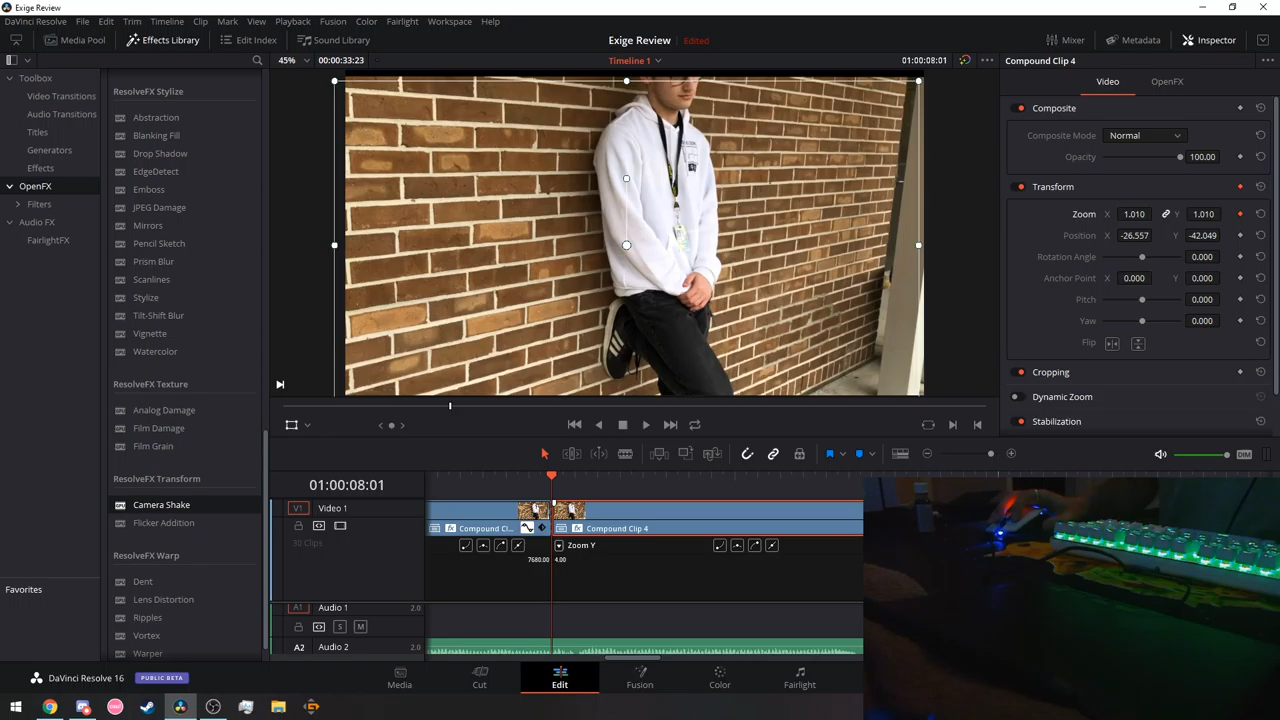 Exige Review
DaVinci Resolve File Edit Trim Timeline Clip Mark View Playback Fusion Color Fairlight Workspace Help
Media Pool Effects Library Edit Index Sound Library Exige Review Edited Mixer Metadata Inspector
45% 00:00:33:23 Timeline 1 01:00:08:01 Compound Clip 4
Toolbox
Video Transitions
Audio Transitions
Titles
Generators
Effects
OpenFX
Filters
Audio FX
FairlightFX
Favorites
ResolveFX Stylize
Abstraction
Blanking Fill
Drop Shadow
EdgeDetect
Emboss
JPEG Damage
Mirrors
Pencil Sketch
Prism Blur
Scanlines
Stylize
Tilt-Shift Blur
Vignette
Watercolor
ResolveFX Texture
Analog Damage
Film Damage
Film Grain
ResolveFX Transform
Camera Shake
Flicker Addition
ResolveFX Warp
Dent
Lens Distortion
Ripples
Vortex
Warper
Video OpenFX
Composite
Composite Mode Normal
Opacity 100.00
Transform
Zoom X 1.010 Y 1.010
Position X -26.557 Y -42.049
Rotation Angle 0.000
Anchor Point X 0.000 Y 0.000
Pitch 0.000
Yaw 0.000
Flip
Cropping
Dynamic Zoom
Stabilization
DIM
01:00:08:01
V1 Video 1
30 Clips
Compound Cl... Compound Clip 4
Zoom Y
7680.00 4.00
A1 Audio 1 2.0
S M
A2 Audio 2 2.0
DaVinci Resolve 16 PUBLIC BETA
Media Cut Edit Fusion Color Fairlight